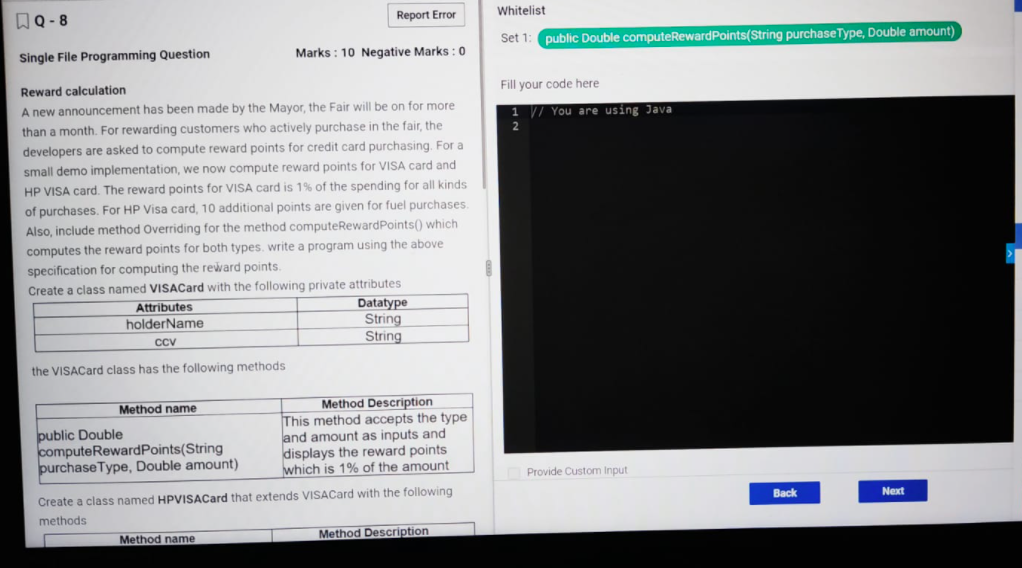 Q - 8
Report Error
Single File Programming Question
Marks : 10 Negative Marks : 0
Reward calculation
A new announcement has been made by the Mayor, the Fair will be on for more
than a month. For rewarding customers who actively purchase in the fair, the
developers are asked to compute reward points for credit card purchasing. For a
small demo implementation, we now compute reward points for VISA card and
HP VISA card. The reward points for VISA card is 1% of the spending for all kinds
of purchases. For HP Visa card, 10 additional points are given for fuel purchases.
Also, include method Overriding for the method computeRewardPoints() which
computes the reward points for both types. write a program using the above
specification for computing the reward points.
Create a class named VISACard with the following private attributes
Attributes Datatype
holderName String
ccv String
the VISACard class has the following methods
Method name Method Description
public Double
computeRewardPoints(String
purchaseType, Double amount)
This method accepts the type
and amount as inputs and
displays the reward points
which is 1% of the amount
Create a class named HPVISACard that extends VISACard with the following
methods
Method name Method Description
Whitelist
Set 1: public Double computeRewardPoints(String purchaseType, Double amount)
Fill your code here
1 // You are using Java
2
Provide Custom Input
Back Next